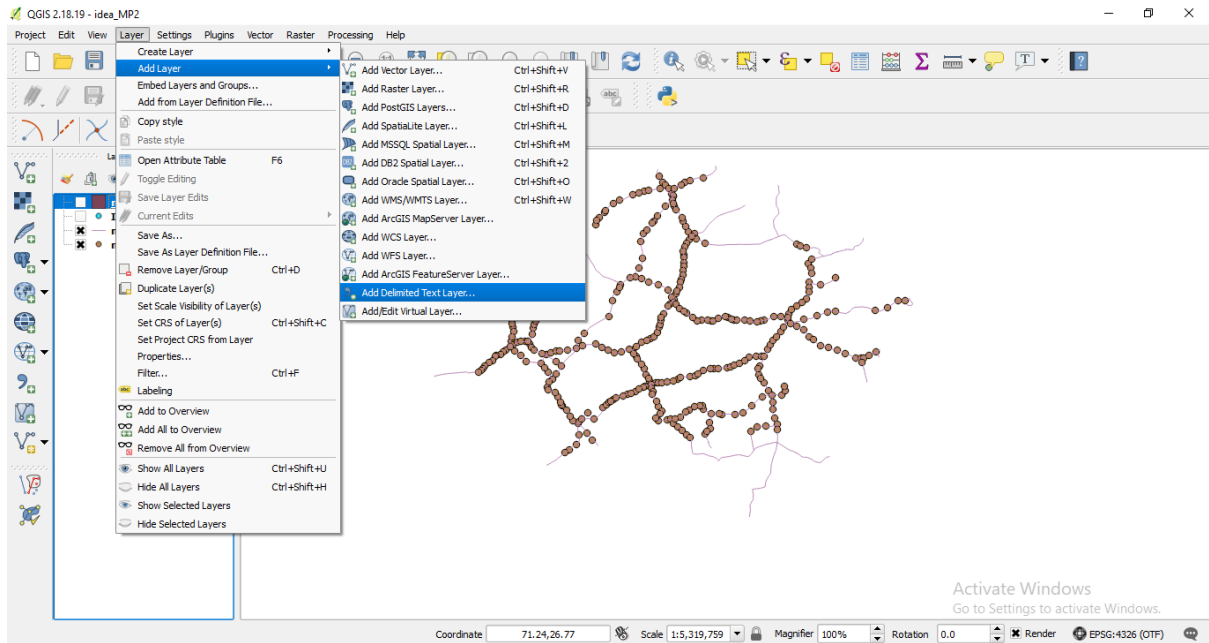 QGIS 2.18.19 - idea_MP2
Project Edit View Layer Settings Plugins Vector Raster Processing Help
Create Layer
Add Layer
Embed Layers and Groups...
Add from Layer Definition File...
Copy style
Paste style
Open Attribute Table F6
Toggle Editing
Save Layer Edits
Current Edits
Save As...
Save As Layer Definition File...
Remove Layer/Group Ctrl+D
Duplicate Layer(s)
Set Scale Visibility of Layer(s)
Set CRS of Layer(s) Ctrl+Shift+C
Set Project CRS from Layer
Properties...
Filter... Ctrl+F
Labeling
Add to Overview
Add All to Overview
Remove All from Overview
Show All Layers Ctrl+Shift+U
Hide All Layers Ctrl+Shift+H
Show Selected Layers
Hide Selected Layers
Add Vector Layer... Ctrl+Shift+V
Add Raster Layer... Ctrl+Shift+R
Add PostGIS Layers... Ctrl+Shift+D
Add SpatiaLite Layer... Ctrl+Shift+L
Add MSSQL Spatial Layer... Ctrl+Shift+M
Add DB2 Spatial Layer... Ctrl+Shift+2
Add Oracle Spatial Layer... Ctrl+Shift+O
Add WMS/WMTS Layer... Ctrl+Shift+W
Add ArcGIS MapServer Layer...
Add WCS Layer...
Add WFS Layer...
Add ArcGIS FeatureServer Layer...
Add Delimited Text Layer...
Add/Edit Virtual Layer...
Activate Windows
Go to Settings to activate Windows.
Coordinate 71.24,26.77 Scale 1:5,319,759 Magnifier 100% Rotation 0.0 Render EPSG:4326 (OTF)